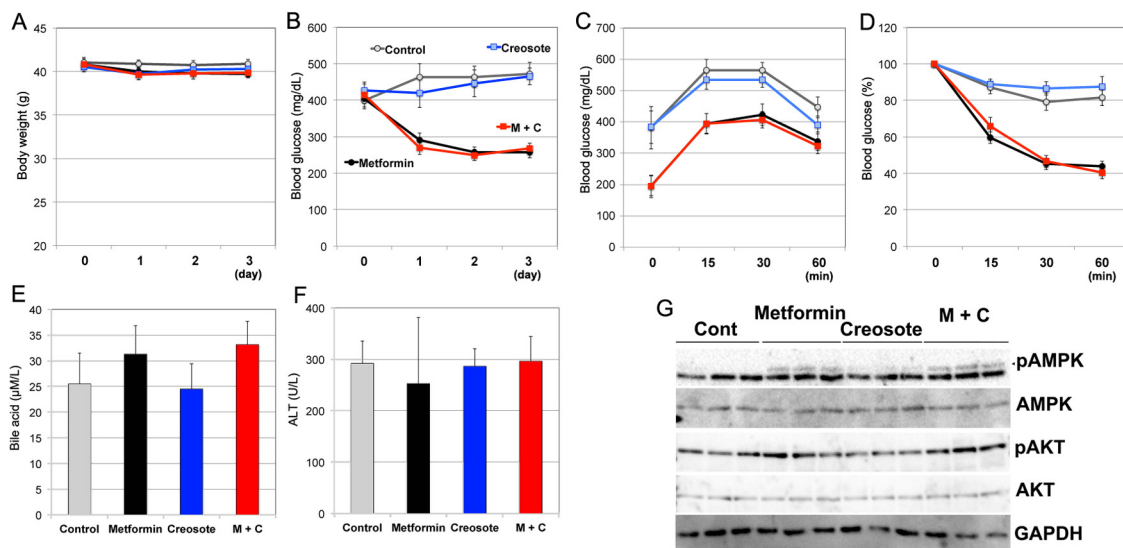 A
Body weight (g)
45
40
35
30
25
20
0 1 2 3
(day)
B
Blood glucose (mg/dL)
600
500
400
300
200
100
0
Control
Creosote
M + C
Metformin
0 1 2 3
(day)
C
Blood glucose (mg/dL)
700
600
500
400
300
200
100
0
0 15 30 60
(min)
D
Blood glucose (%)
120
100
80
60
40
20
0
0 15 30 60
(min)
E
Bile acid (µM/L)
40
35
30
25
20
15
10
5
0
Control Metformin Creosote M + C
F
ALT (U/L)
400
300
200
100
0
Control Metformin Creosote M + C
G
Cont Metformin Creosote M + C
pAMPK
AMPK
pAKT
AKT
GAPDH